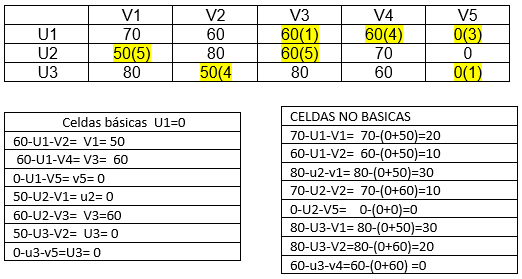 V1 V2 V3 V4 V5
U1 70 60 60(1) 60(4) 0(3)
U2 50(5) 80 60(5) 70 0
U3 80 50(4 80 60 0(1)
Celdas básicas U1=0
60-U1-V2= V1= 50
60-U1-V4= V3= 60
0-U1-V5= v5= 0
50-U2-V1= u2= 0
60-U2-V3= V3=60
50-U3-V2= U3= 0
0-u3-v5=U3= 0
CELDAS NO BASICAS
70-U1-V1= 70-(0+50)=20
60-U1-V2= 60-(0+50)=10
80-u2-v1= 80-(0+50)=30
70-U2-V2= 70-(0+60)=10
0-U2-V5= 0-(0+0)=0
80-U3-V1= 80-(0+50)=30
80-U3-V2=80-(0+60)=20
60-u3-v4=60-(0+60) =0